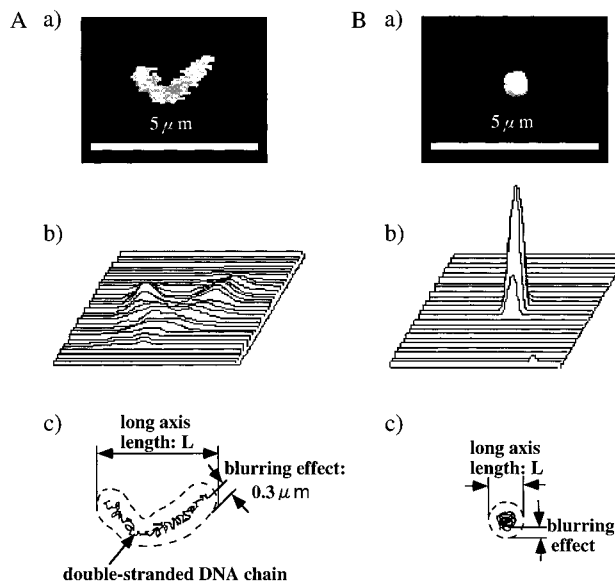 A a)
B a)
5 μm
5 μm
b)
b)
c)
long axis
length: L
blurring effect:
0.3 μm
double-stranded DNA chain
c)
long axis
length: L
blurring
effect